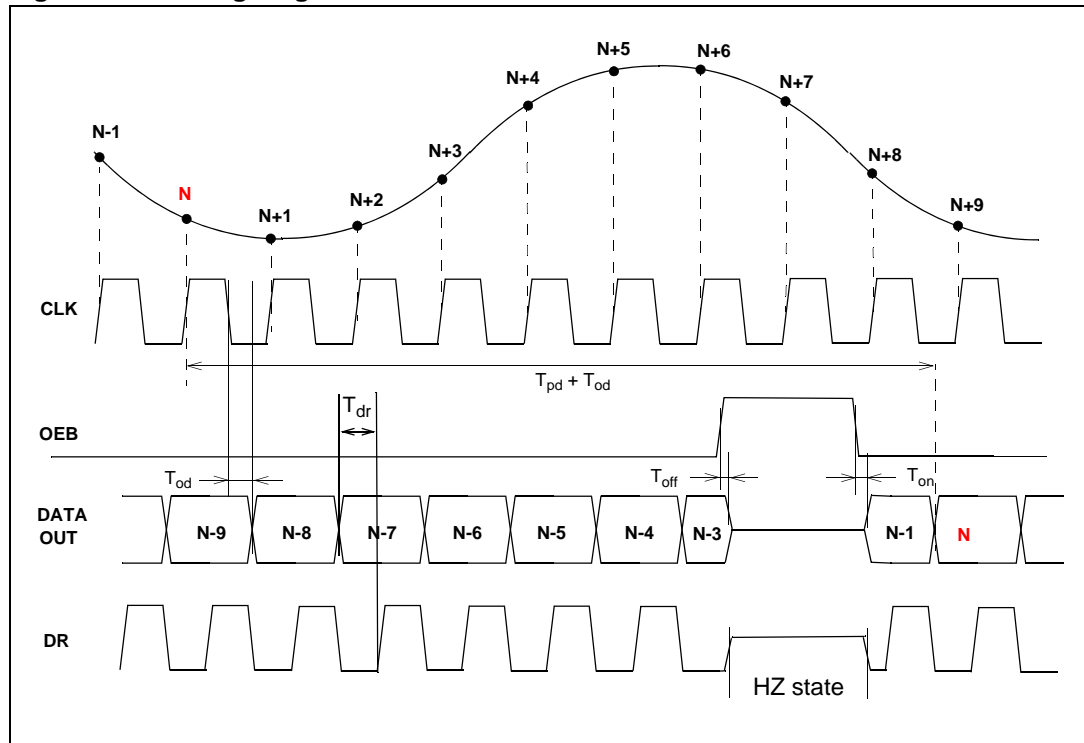 N+5
N+6
N+4
N+7
N-1
N+3
N+8
N
N+2
N+1
N+9
CLK
Tpd + Tod
Tdr
OEB
Tod
Toff
Ton
DATA
OUT
N-9
N-8
N-7
N-6
N-5
N-4
N-3
N-1
N
DR
HZ state